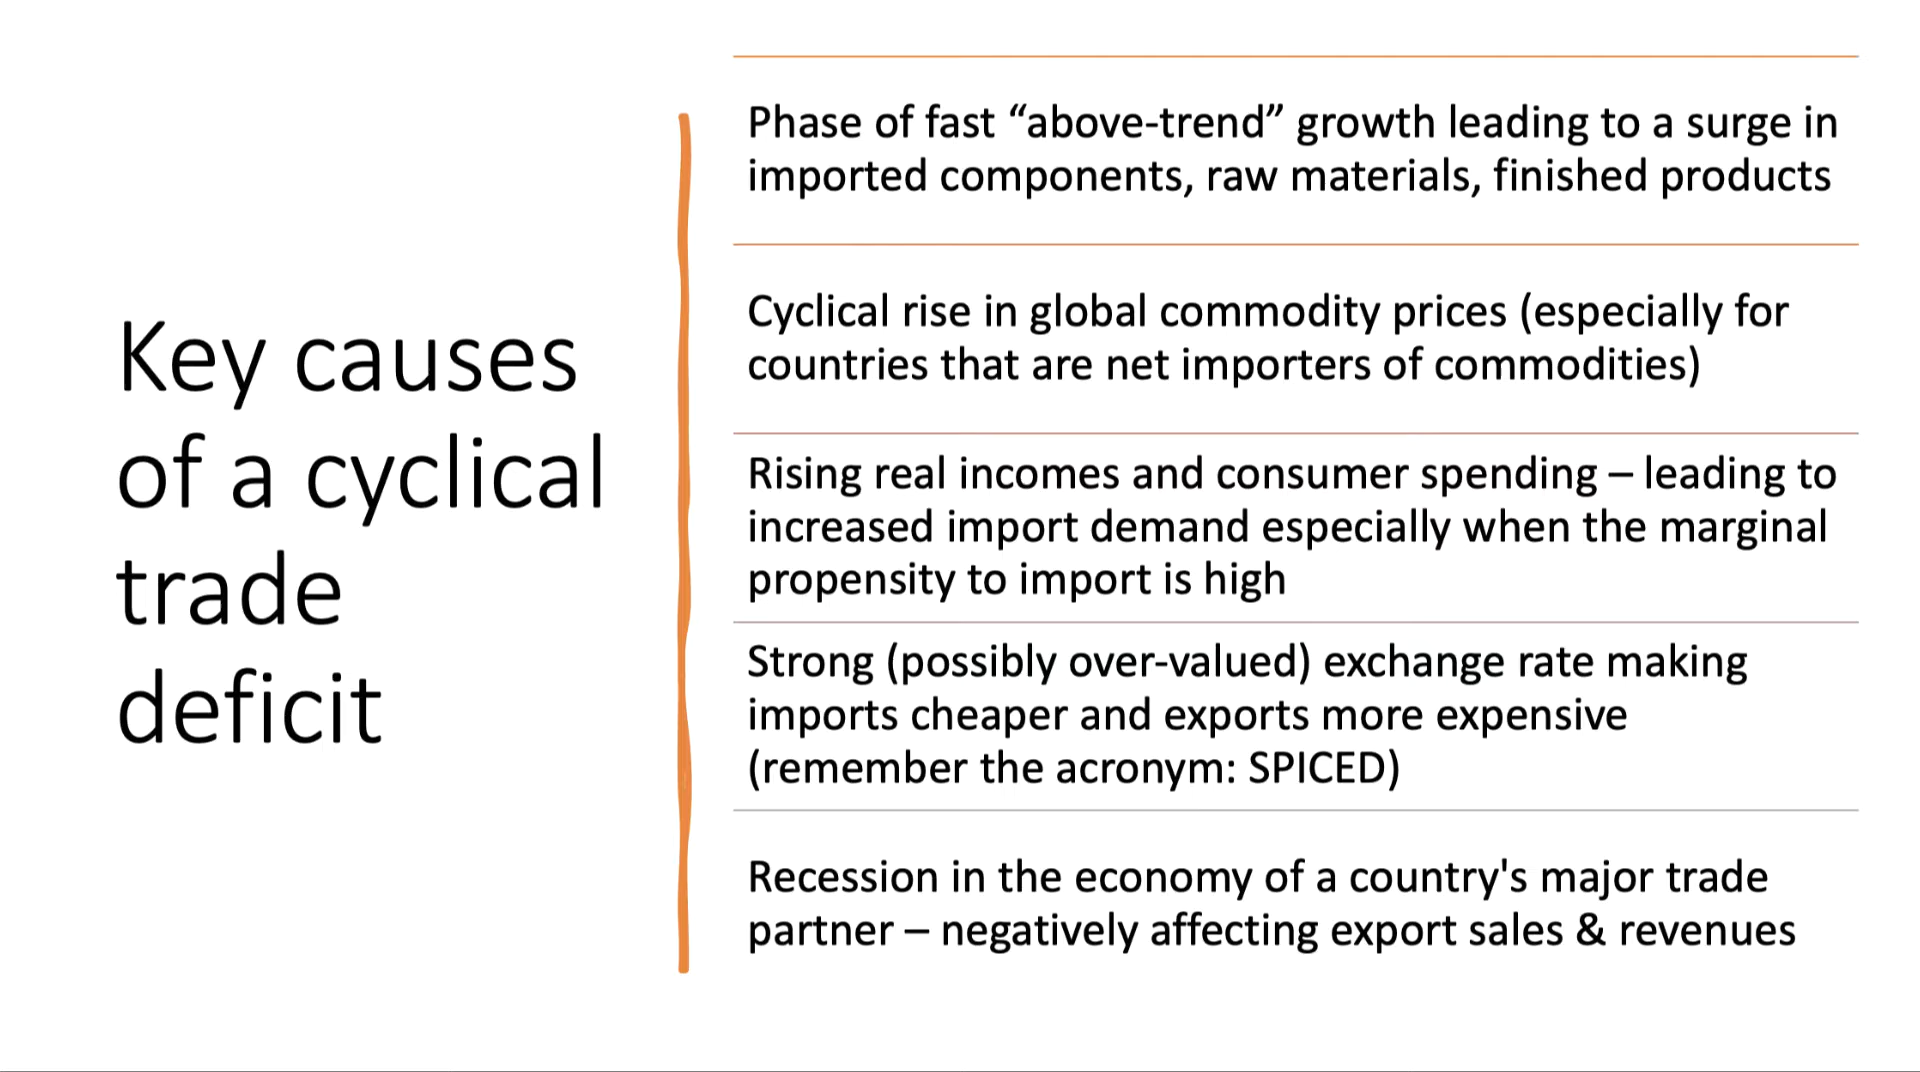 Key causes
of a cyclical
trade
deficit
Phase of fast “above-trend” growth leading to a surge in
imported components, raw materials, finished products
Cyclical rise in global commodity prices (especially for
countries that are net importers of commodities)
Rising real incomes and consumer spending – leading to
increased import demand especially when the marginal
propensity to import is high
Strong (possibly over-valued) exchange rate making
imports cheaper and exports more expensive
(remember the acronym: SPICED)
Recession in the economy of a country's major trade
partner – negatively affecting export sales & revenues